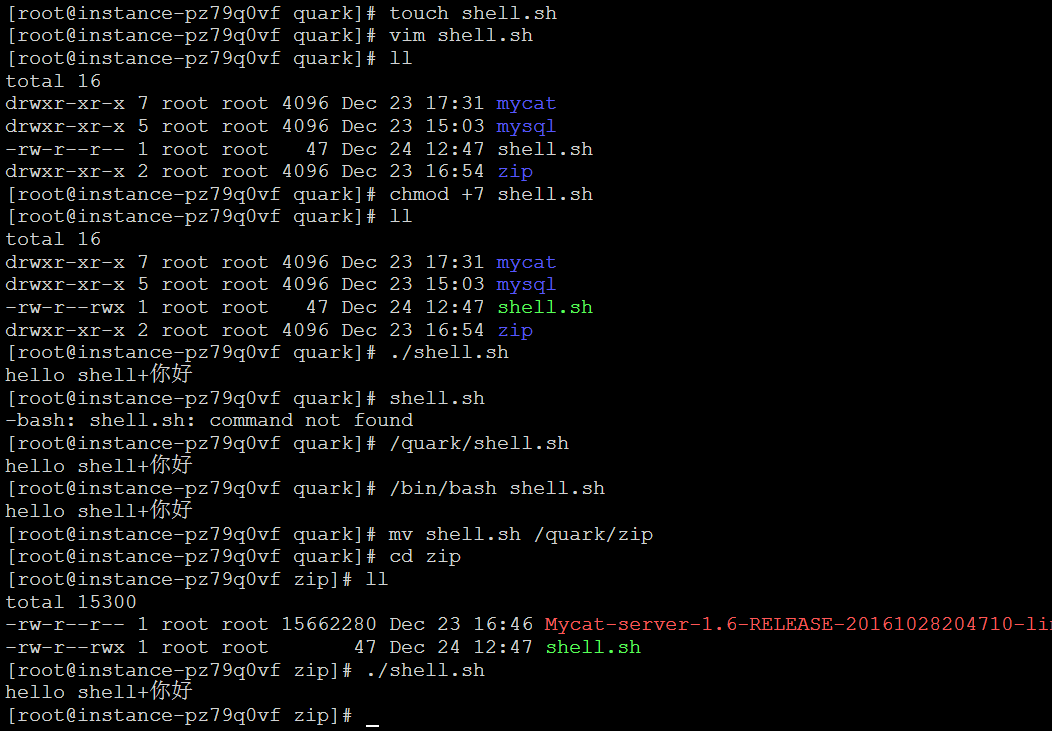 [root@instance-pz79q0vf quark]# touch shell.sh
[root@instance-pz79q0vf quark]# vim shell.sh
[root@instance-pz79q0vf quark]# ll
total 16
drwxr-xr-x 7 root root 4096 Dec 23 17:31 mycat
drwxr-xr-x 5 root root 4096 Dec 23 15:03 mysql
-rw-r--r-- 1 root root   47 Dec 24 12:47 shell.sh
drwxr-xr-x 2 root root 4096 Dec 23 16:54 zip
[root@instance-pz79q0vf quark]# chmod +7 shell.sh
[root@instance-pz79q0vf quark]# ll
total 16
drwxr-xr-x 7 root root 4096 Dec 23 17:31 mycat
drwxr-xr-x 5 root root 4096 Dec 23 15:03 mysql
-rw-r--rwx 1 root root   47 Dec 24 12:47 shell.sh
drwxr-xr-x 2 root root 4096 Dec 23 16:54 zip
[root@instance-pz79q0vf quark]# ./shell.sh
hello shell+你好
[root@instance-pz79q0vf quark]# shell.sh
-bash: shell.sh: command not found
[root@instance-pz79q0vf quark]# /quark/shell.sh
hello shell+你好
[root@instance-pz79q0vf quark]# /bin/bash shell.sh
hello shell+你好
[root@instance-pz79q0vf quark]# mv shell.sh /quark/zip
[root@instance-pz79q0vf quark]# cd zip
[root@instance-pz79q0vf zip]# ll
total 15300
-rw-r--r-- 1 root root 15662280 Dec 23 16:46 Mycat-server-1.6-RELEASE-20161028204710-li
-rw-r--rwx 1 root root       47 Dec 24 12:47 shell.sh
[root@instance-pz79q0vf zip]# ./shell.sh
hello shell+你好
[root@instance-pz79q0vf zip]# _